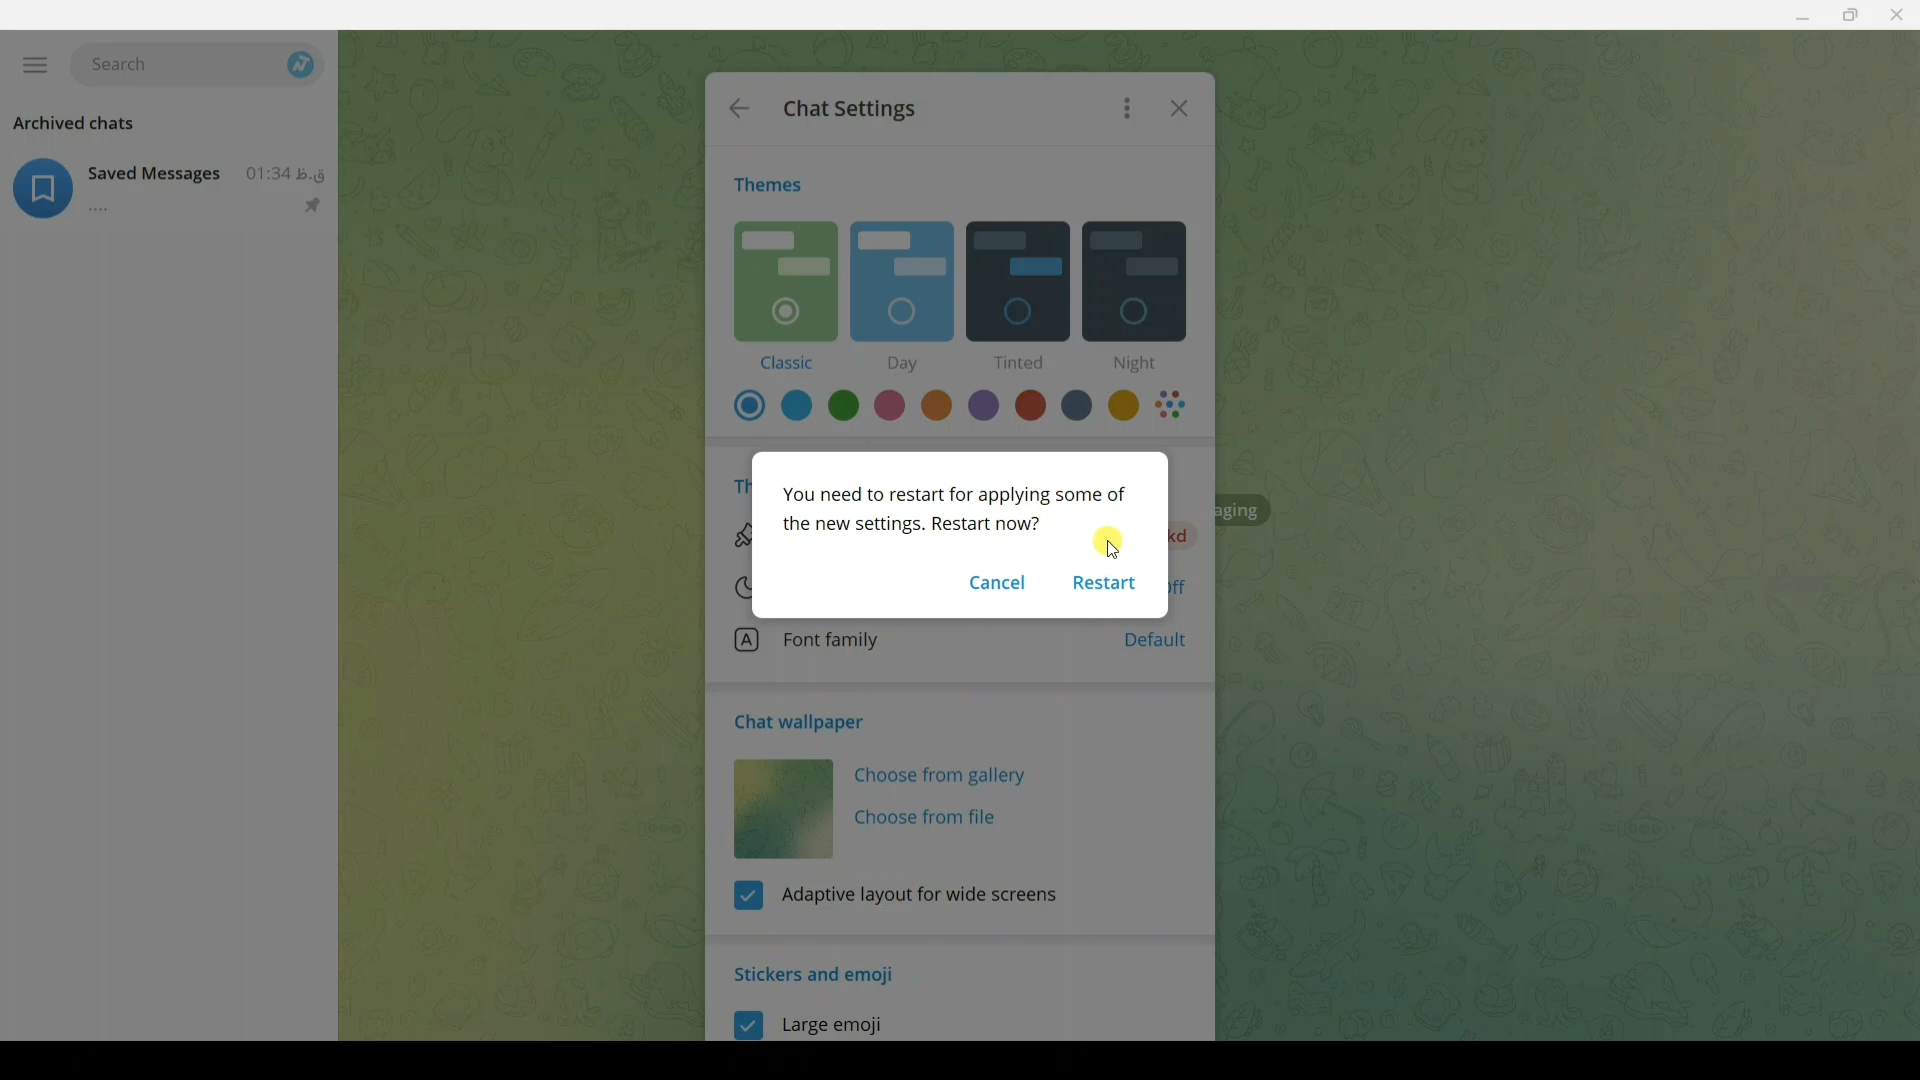 Search
Archived chats
Saved Messages 01:34 ق.ظ
....
Chat Settings
Themes
Classic Day Tinted Night
You need to restart for applying some of
the new settings. Restart now?
Cancel Restart
Font family Default
Chat wallpaper
Choose from gallery
Choose from file
Adaptive layout for wide screens
Stickers and emoji
Large emoji